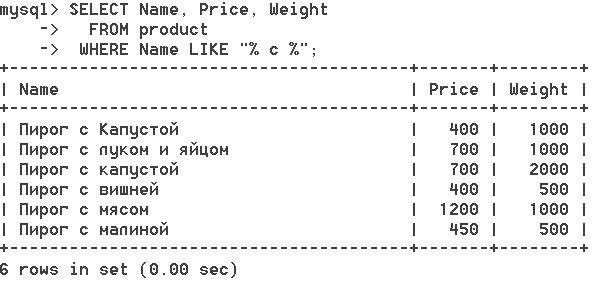 mysql> SELECT Name, Price, Weight
    ->   FROM product
    ->  WHERE Name LIKE "% с %";
+---------------------------------------+-------+--------+
| Name                                  | Price | Weight |
+---------------------------------------+-------+--------+
| Пирог с Капустой                      |   400 |   1000 |
| Пирог с луком и яйцом                 |   700 |   1000 |
| Пирог с капустой                      |   700 |   2000 |
| Пирог с вишней                        |   400 |    500 |
| Пирог с мясом                         |  1200 |   1000 |
| Пирог с малиной                       |   450 |    500 |
+---------------------------------------+-------+--------+
6 rows in set (0.00 sec)